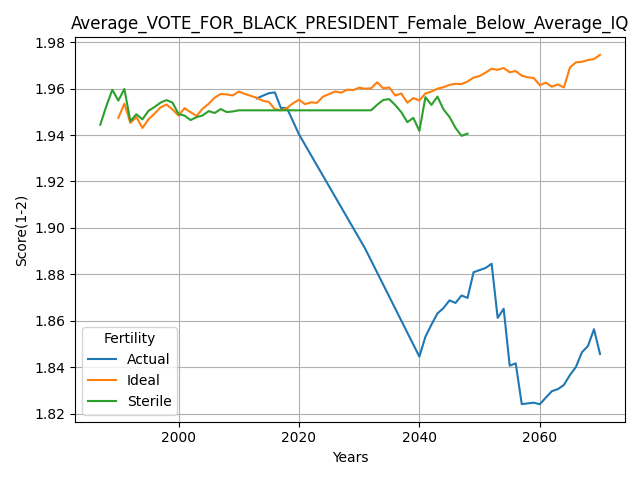 Average_VOTE_FOR_BLACK_PRESIDENT_Female_Below_Average_IQ
Score(1-2)
1.98
1.96
1.94
1.92
1.90
1.88
1.86
1.84
1.82
Fertility
Actual
Ideal
Sterile
2000
2020
2040
2060
Years